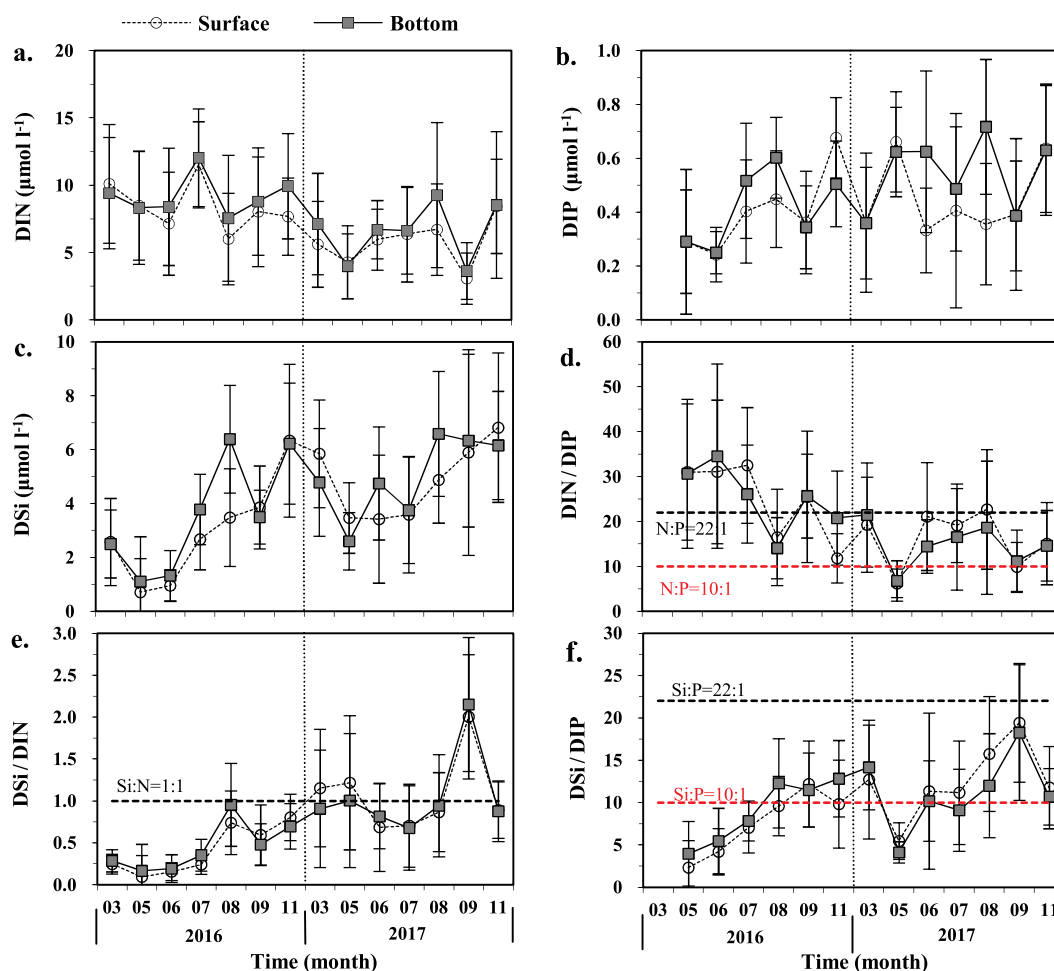 Surface Bottom
a.
DIN (μmol l⁻¹)
20
15
10
5
0
b.
DIP (μmol l⁻¹)
1.0
0.8
0.6
0.4
0.2
0.0
c.
DSi (μmol l⁻¹)
10
8
6
4
2
0
d.
DIN / DIP
60
50
40
30
20
10
0
N:P=22:1
N:P=10:1
e.
DSi / DIN
3.0
2.5
2.0
1.5
1.0
0.5
0.0
Si:N=1:1
03 05 06 07 08 09 11 03 05 06 07 08 09 11
2016 2017
Time (month)
f.
DSi / DIP
30
25
20
15
10
5
0
Si:P=22:1
Si:P=10:1
03 05 06 07 08 09 11 03 05 06 07 08 09 11
2016 2017
Time (month)